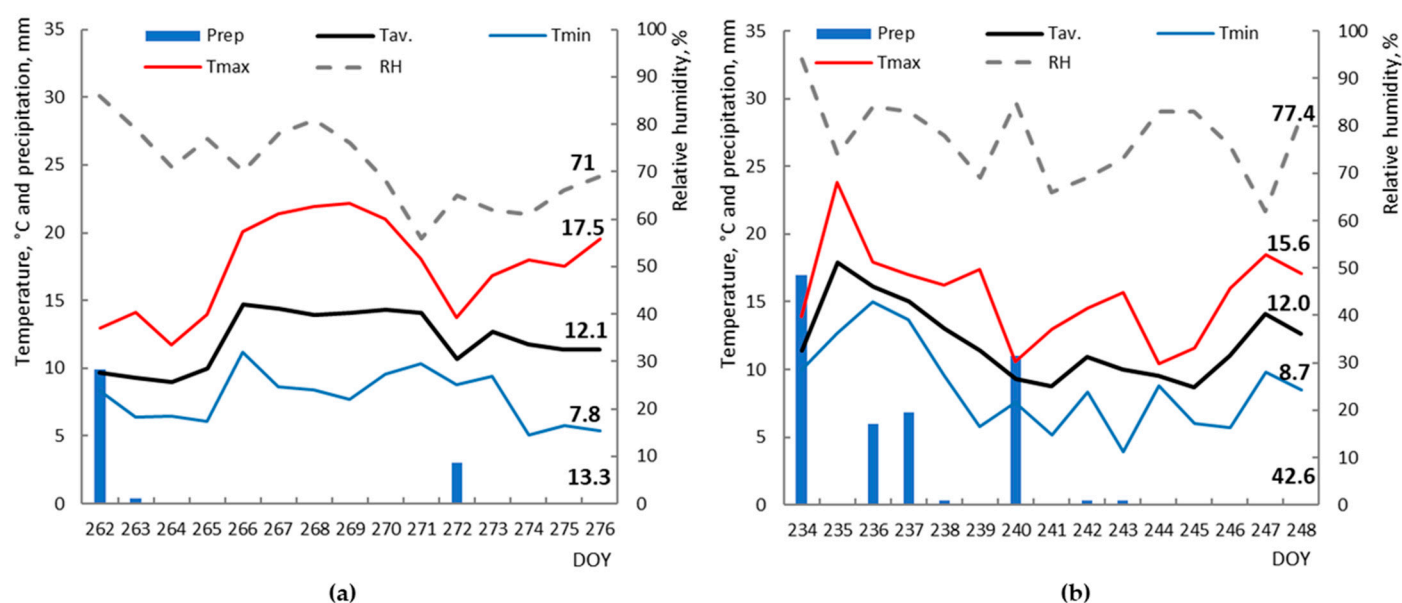 Temperature, ˚C and precipitation, mm
35
30
25
20
15
10
5
0
Prep
Tav.
Tmin
Tmax
RH
100
90
80
70
60
50
40
30
20
10
0
Relative humidity, %
71
17.5
12.1
7.8
13.3
262 263 264 265 266 267 268 269 270 271 272 273 274 275 276
DOY
(a)
Temperature, ˚C and precipitation, mm
35
30
25
20
15
10
5
0
Prep
Tav.
Tmin
Tmax
RH
100
90
80
70
60
50
40
30
20
10
0
Relative humidity, %
77.4
15.6
12.0
8.7
42.6
234 235 236 237 238 239 240 241 242 243 244 245 246 247 248
DOY
(b)